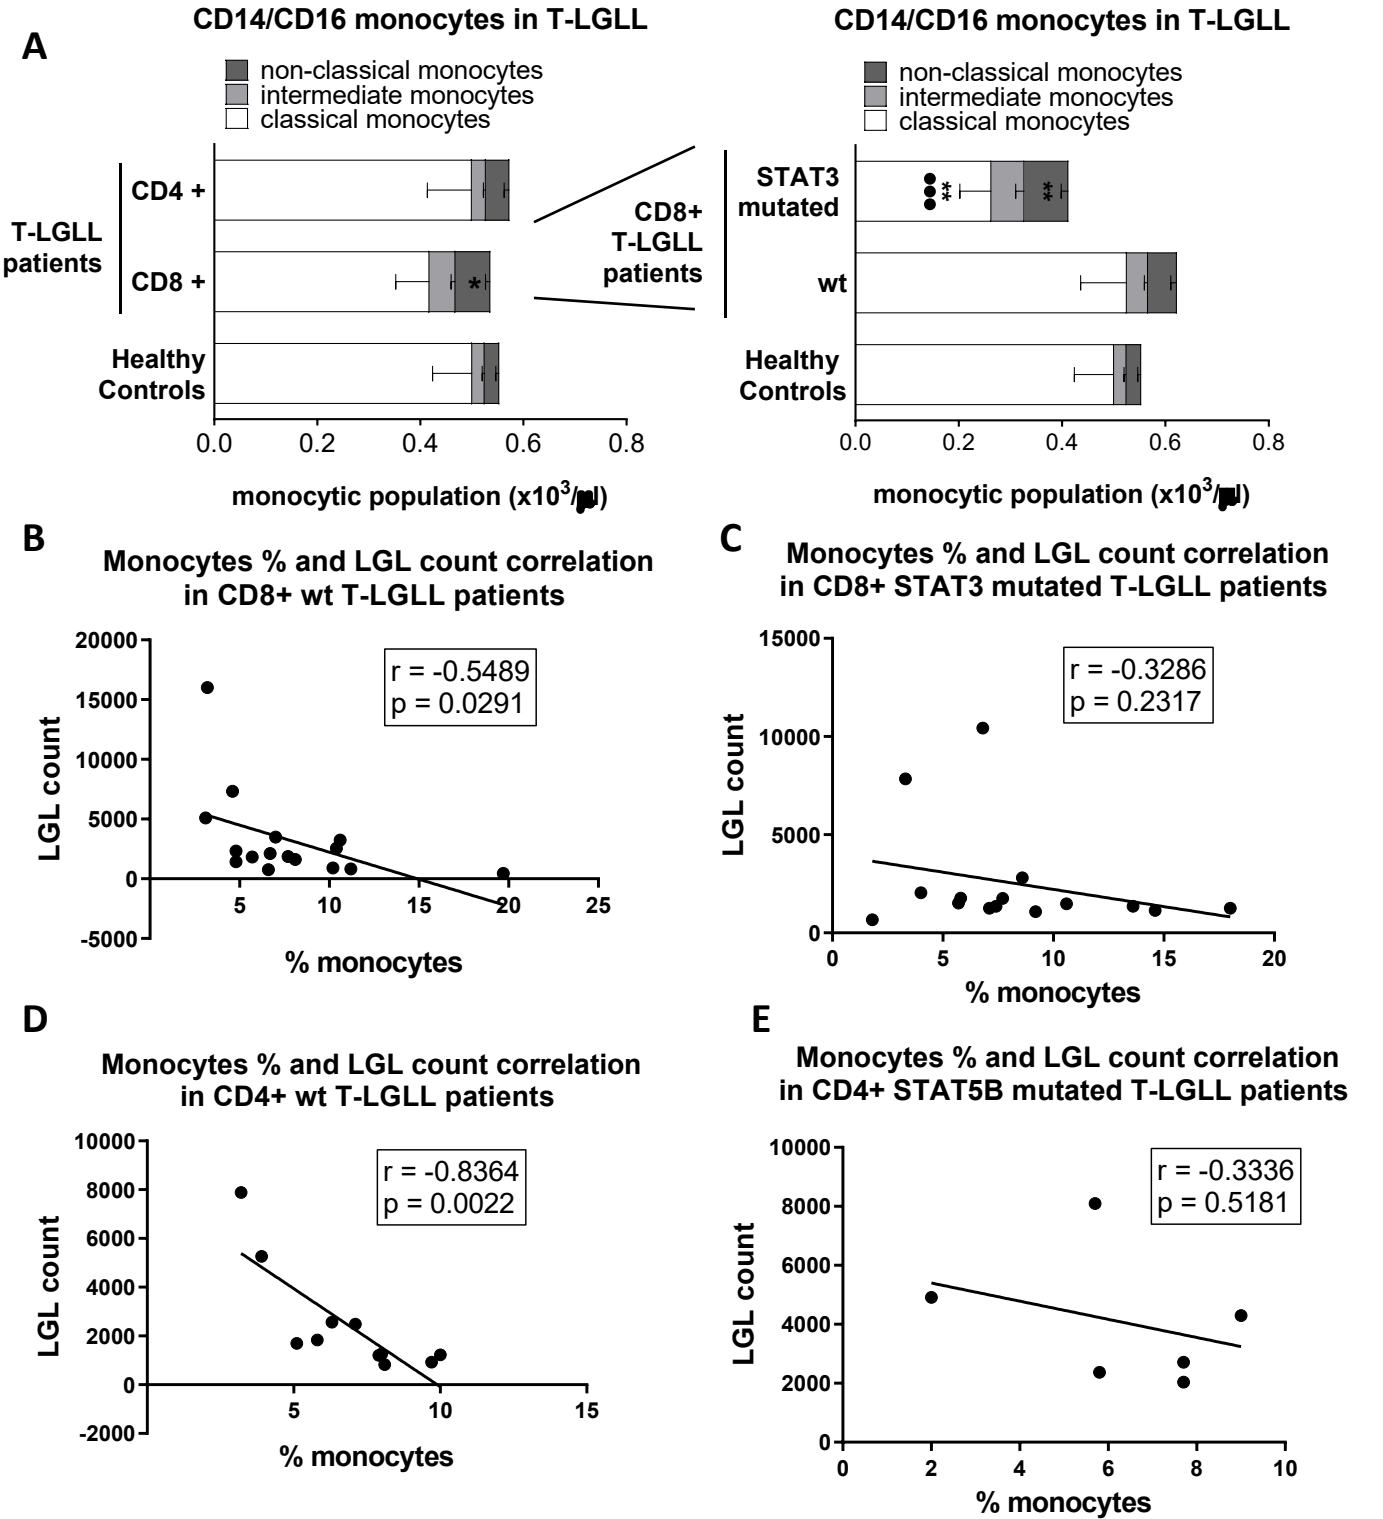 A
CD14/CD16 monocytes in T-LGLL
non-classical monocytes
intermediate monocytes
classical monocytes
T-LGLL
patients
CD4 +
CD8 +
*
Healthy
Controls
0.0 0.2 0.4 0.6 0.8
monocytic population (x10³/µl)
CD14/CD16 monocytes in T-LGLL
non-classical monocytes
intermediate monocytes
classical monocytes
CD8+
T-LGLL
patients
STAT3
mutated
**
**
wt
Healthy
Controls
0.0 0.2 0.4 0.6 0.8
monocytic population (x10³/µl)
B
Monocytes % and LGL count correlation
in CD8+ wt T-LGLL patients
r = -0.5489
p = 0.0291
LGL count
20000
15000
10000
5000
0
-5000
5 10 15 20 25
% monocytes
C
Monocytes % and LGL count correlation
in CD8+ STAT3 mutated T-LGLL patients
r = -0.3286
p = 0.2317
LGL count
15000
10000
5000
0
0 5 10 15 20
% monocytes
D
Monocytes % and LGL count correlation
in CD4+ wt T-LGLL patients
r = -0.8364
p = 0.0022
LGL count
10000
8000
6000
4000
2000
0
-2000
5 10 15
% monocytes
E
Monocytes % and LGL count correlation
in CD4+ STAT5B mutated T-LGLL patients
r = -0.3336
p = 0.5181
LGL count
10000
8000
6000
4000
2000
0
0 2 4 6 8 10
% monocytes